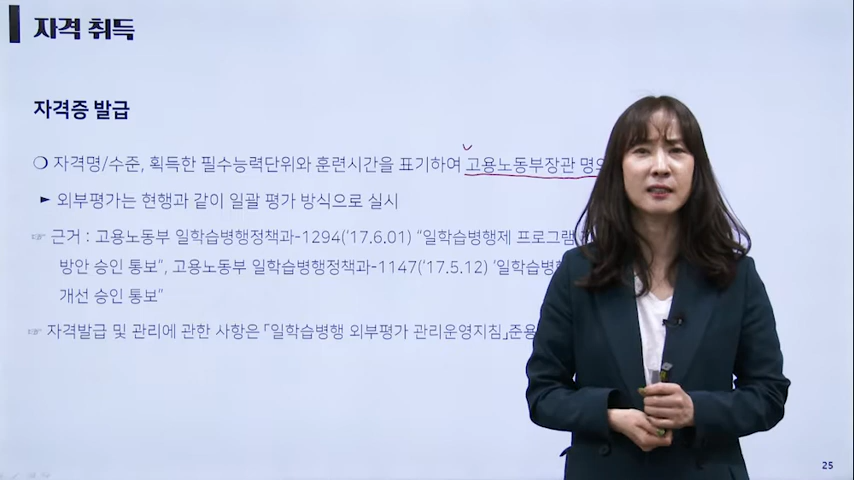 자격 취득
자격증 발급
❍ 자격명/수준, 획득한 필수능력단위와 훈련시간을 표기하여 고용노동부장관
► 외부평가는 현행과 같이 일괄 평가 방식으로 실시
☞ 근거 : 고용노동부 일학습병행정책과-1294('17.6.01) “일학습병행제 프로그램
방안 승인 통보”, 고용노동부 일학습병행정책과-1147('17.5.12) ‘일학습병행
개선 승인 통보”
☞ 자격발급 및 관리에 관한 사항은 「일학습병행 외부평가 관리운영지침」준용
25